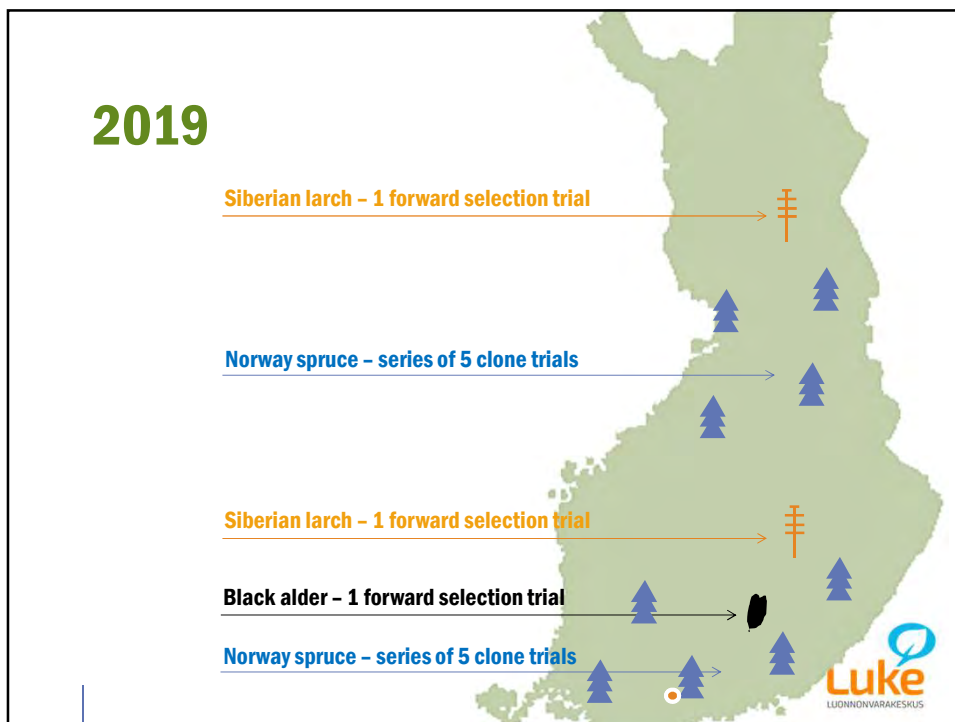 2019
Siberian larch – 1 forward selection trial
Norway spruce – series of 5 clone trials
Siberian larch – 1 forward selection trial
Black alder – 1 forward selection trial
Norway spruce – series of 5 clone trials
Luke
LUONNONVARAKESKUS